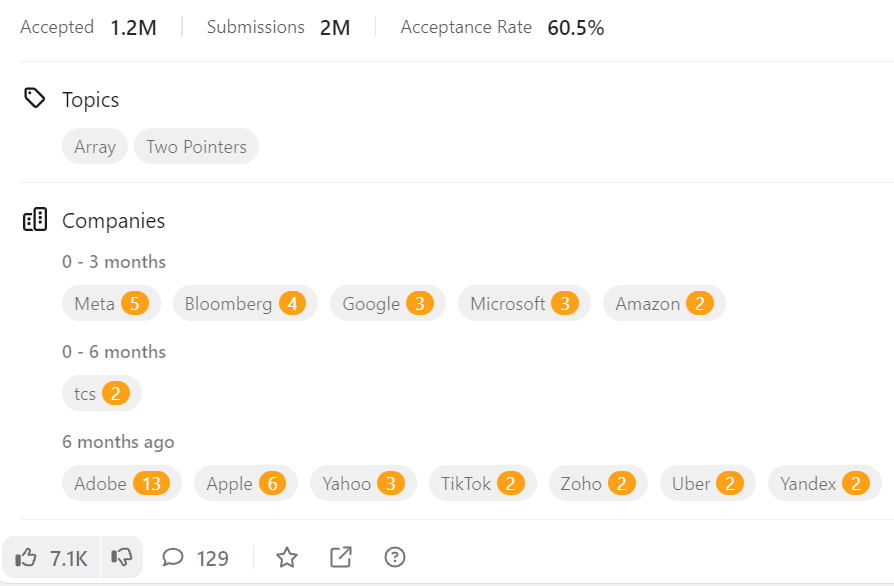 Accepted 1.2M Submissions 2M Acceptance Rate 60.5%
Topics
Array Two Pointers
Companies
0 - 3 months
Meta 5 Bloomberg 4 Google 3 Microsoft 3 Amazon 2
0 - 6 months
tcs 2
6 months ago
Adobe 13 Apple 6 Yahoo 3 TikTok 2 Zoho 2 Uber 2 Yandex 2
7.1K 129 ?